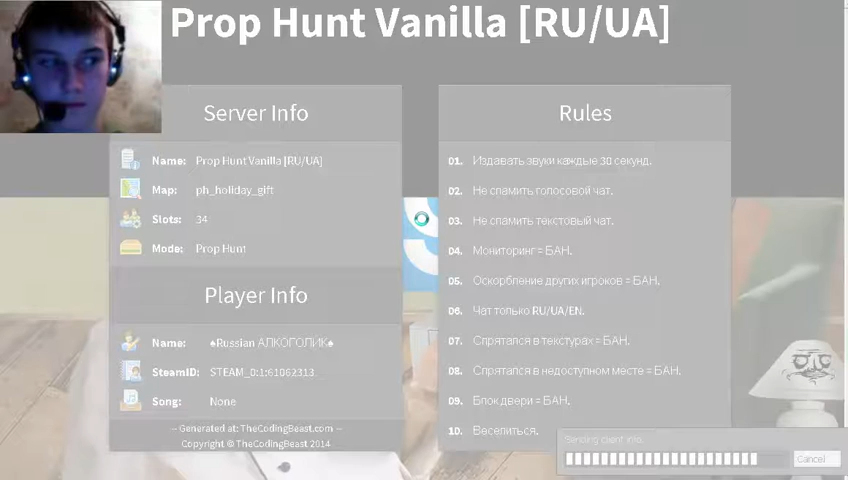 Prop Hunt Vanilla [RU/UA]
Server Info
Name: Prop Hunt Vanilla [RU/UA]
Map: ph_holiday_gift
Slots: 34
Mode: Prop Hunt
Player Info
Name: ♠Russian АЛКОГОЛИК♠
SteamID: STEAM_0:1:61062313
Song: None
-- Generated at: TheCodingBeast.com --
Copyright © TheCodingBeast 2014
Rules
01. Издавать звуки каждые 30 секунд.
02. Не спамить голосовой чат.
03. Не спамить текстовый чат.
04. Мониторинг = БАН.
05. Оскорбление других игроков = БАН.
06. Чат только RU/UA/EN.
07. Спрятался в текстурах = БАН.
08. Спрятался в недоступном месте = БАН.
09. Блок двери = БАН.
10. Веселиться.
Sending client info.
Cancel